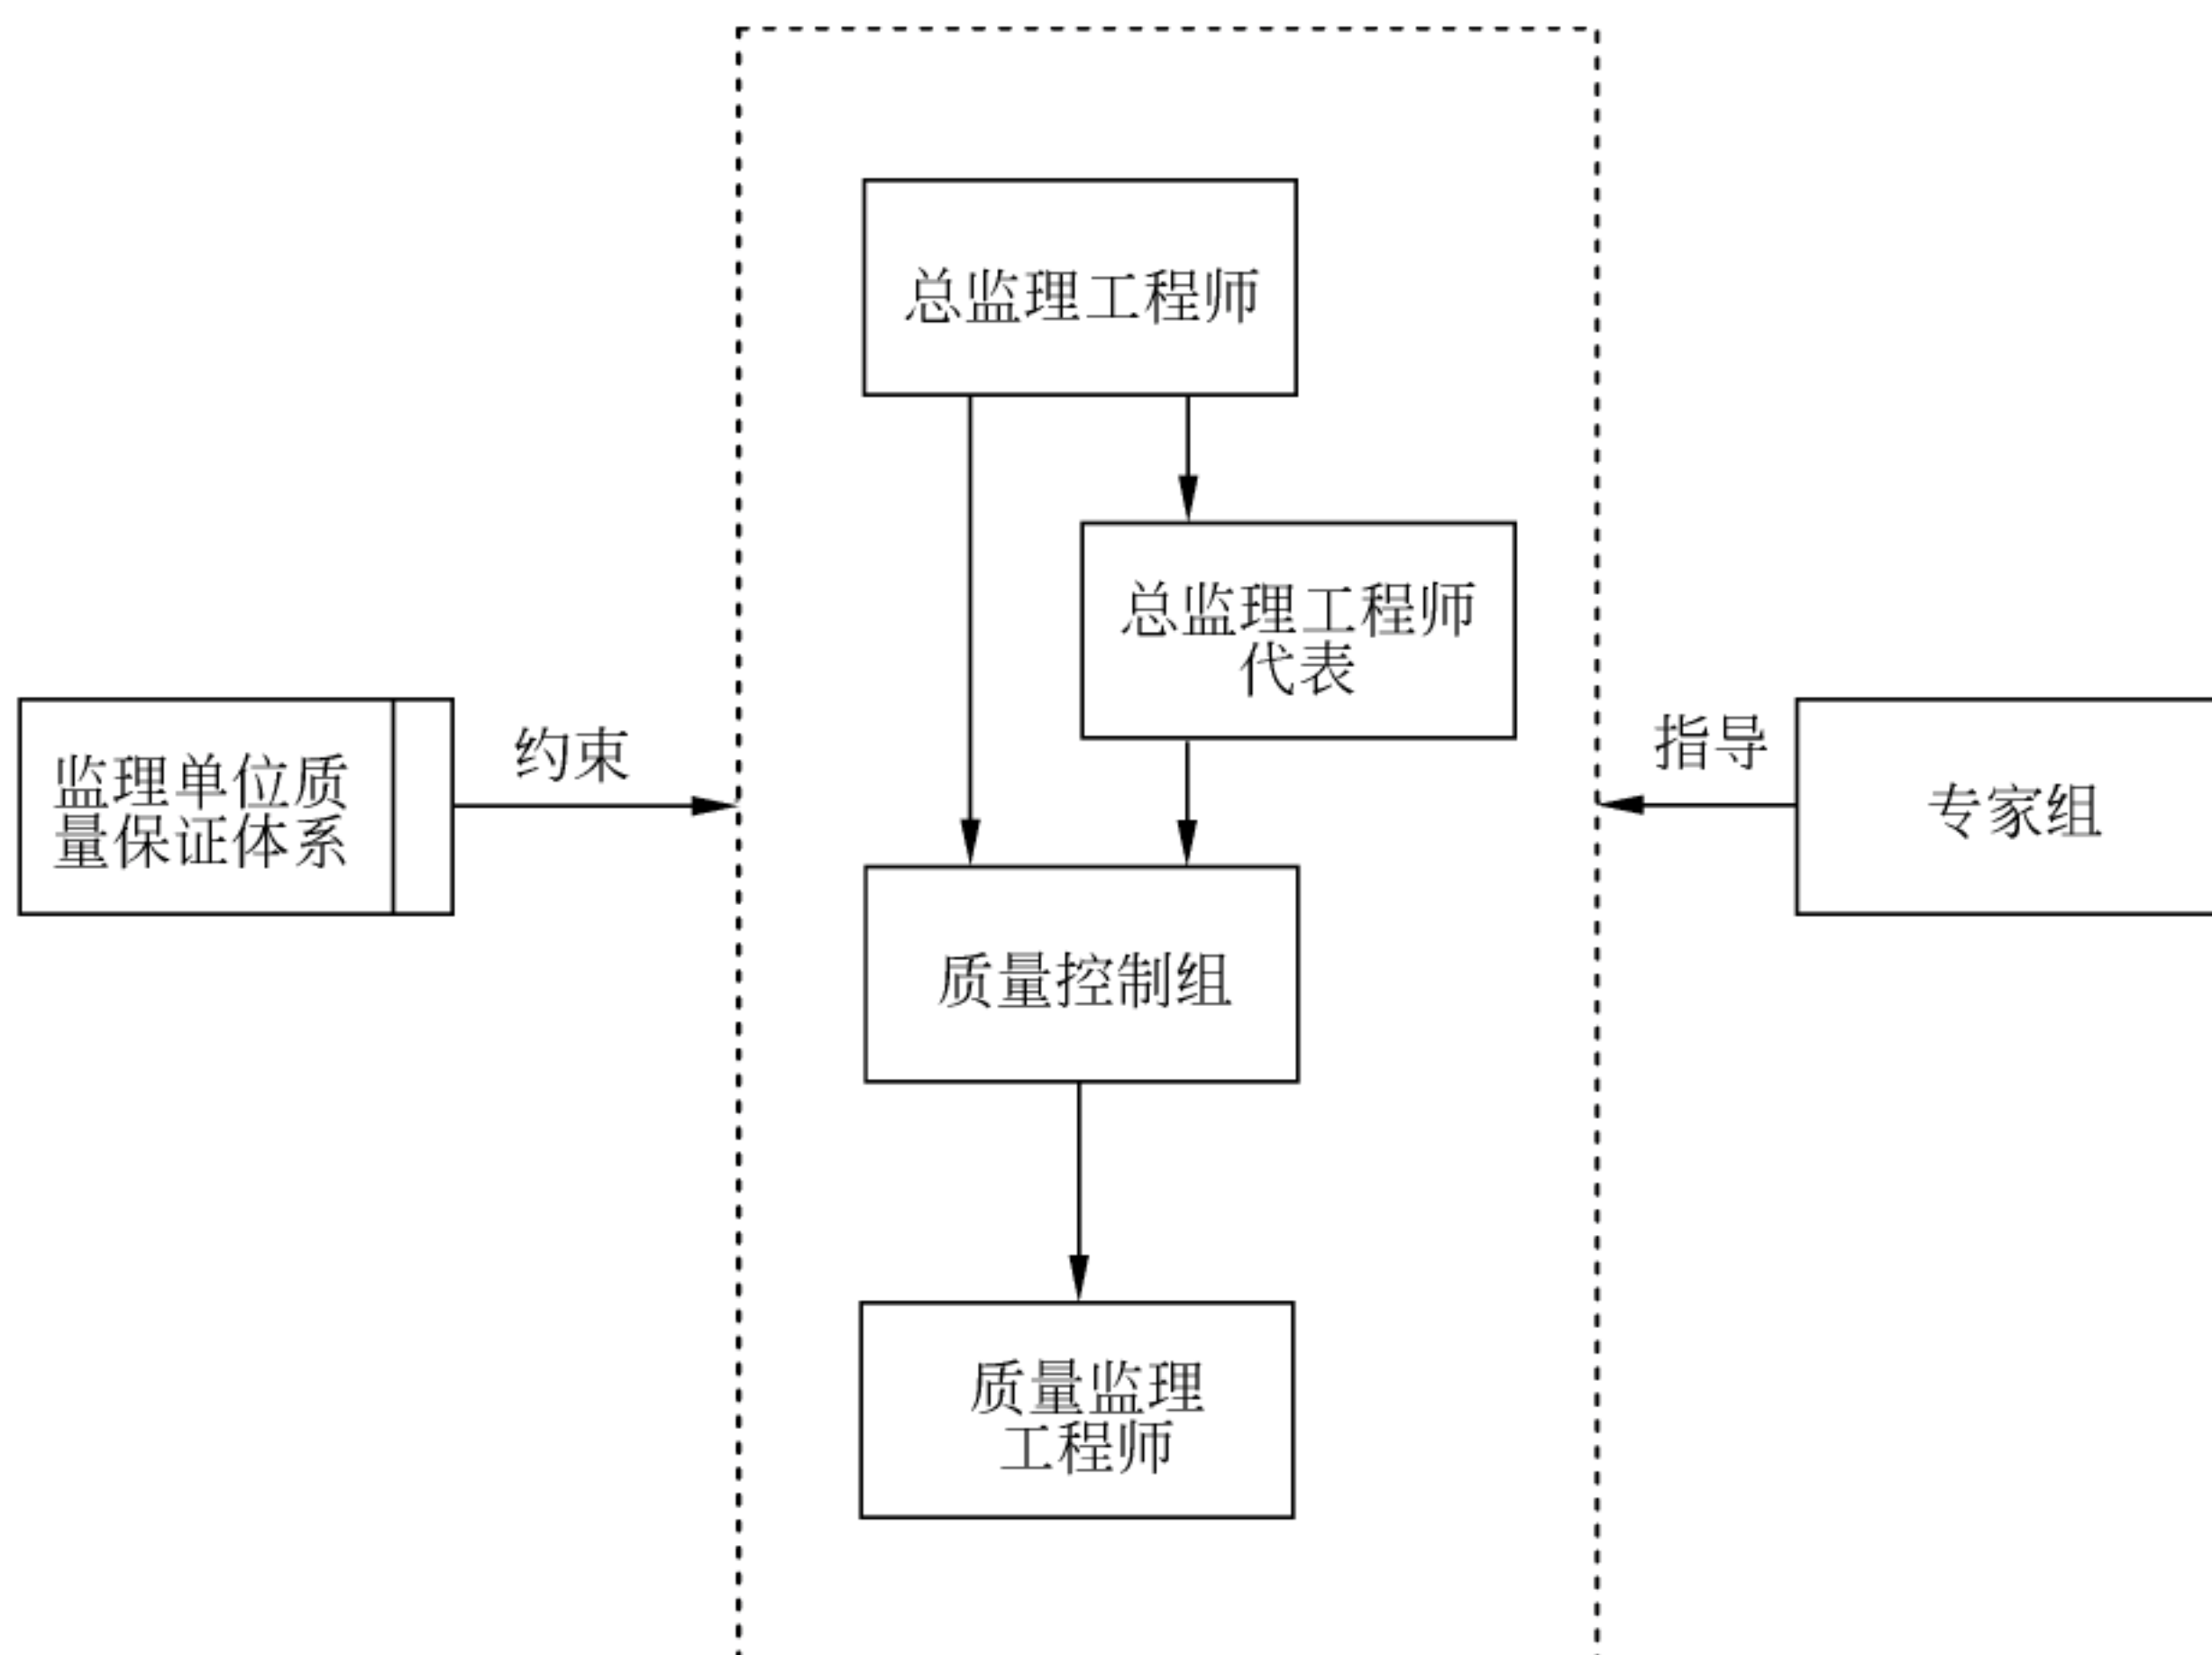 总监理工程师
总监理工程师
代表
监理单位质
量保证体系
约束
指导
专家组
质量控制组
质量监理
工程师